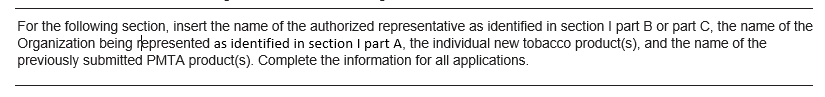 For the following section, insert the name of the authorized representative as identified in section I part B or part C, the name of the
Organization being represented as identified in section I part A, the individual new tobacco product(s), and the name of the
previously submitted PMTA product(s). Complete the information for all applications.